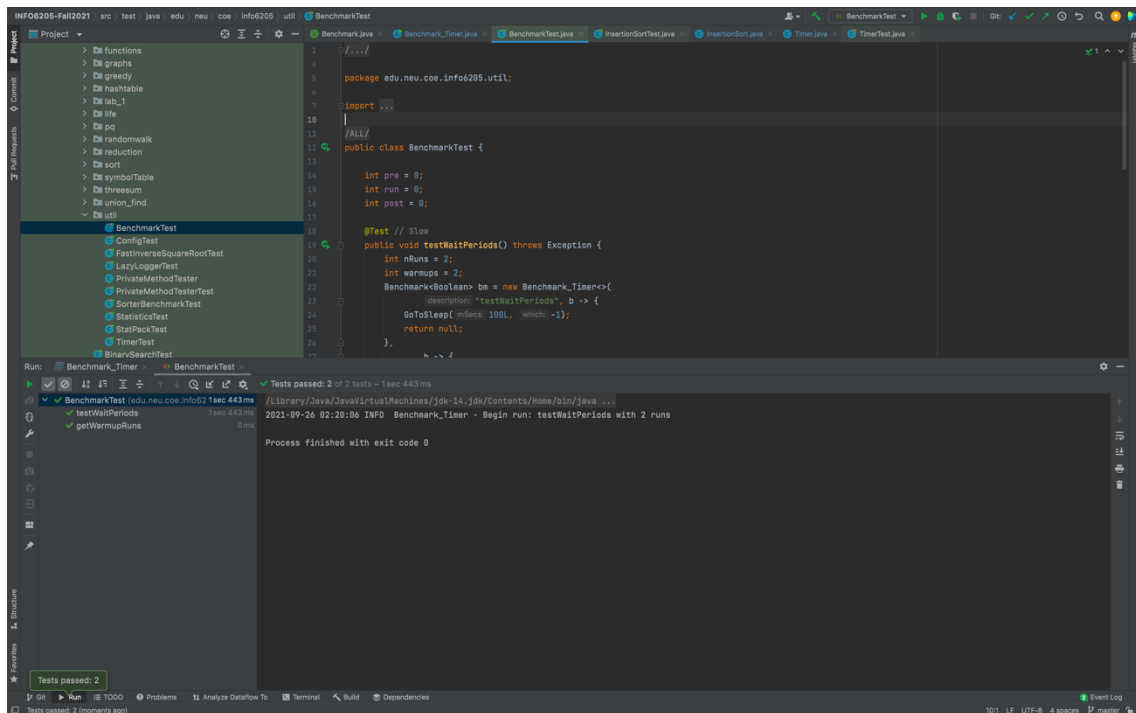 INFO6205-Fall2021 〉 src 〉 test 〉 java 〉 edu 〉 neu 〉 coe 〉 info6205 〉 util 〉 BenchmarkTest
BenchmarkTest
Git:
Project
Benchmark.java
Benchmark_Timer.java
BenchmarkTest.java
InsertionSortTest.java
InsertionSort.java
Timer.java
TimerTest.java
Project
Commit
Pull Requests
functions
graphs
greedy
hashtable
lab_1
life
pq
randomwalk
reduction
sort
symbolTable
threesum
union_find
util
BenchmarkTest
ConfigTest
FastInverseSquareRootTest
LazyLoggerTest
PrivateMethodTester
PrivateMethodTesterTest
SorterBenchmarkTest
StatisticsTest
StatPackTest
TimerTest
BinarySearchTest
1 /.../
4
5 package edu.neu.coe.info6205.util;
6
7 import ...
10
11 /ALL/
12 public class BenchmarkTest {
13
14 int pre = 0;
15 int run = 0;
16 int post = 0;
17
18 @Test // Slow
19 public void testWaitPeriods() throws Exception {
20 int nRuns = 2;
21 int warmups = 2;
22 Benchmark<Boolean> bm = new Benchmark_Timer<>(
23 description: "testWaitPeriods", b -> {
24 GoToSleep( mSecs: 100L, which: -1);
25 return null;
26 },
27 b -> {
1
Run: Benchmark_Timer BenchmarkTest
Tests passed: 2 of 2 tests – 1 sec 443 ms
BenchmarkTest (edu.neu.coe.info62 1 sec 443 ms
testWaitPeriods 1 sec 443 ms
getWarmupRuns 0 ms
/Library/Java/JavaVirtualMachines/jdk-14.jdk/Contents/Home/bin/java ...
2021-09-26 02:20:06 INFO Benchmark_Timer - Begin run: testWaitPeriods with 2 runs
Process finished with exit code 0
Structure
Favorites
Tests passed: 2
Git Run TODO Problems Analyze Dataflow To Terminal Build Dependencies
2 Event Log
Tests passed: 2 (moments ago)
10:1 LF UTF-8 4 spaces master